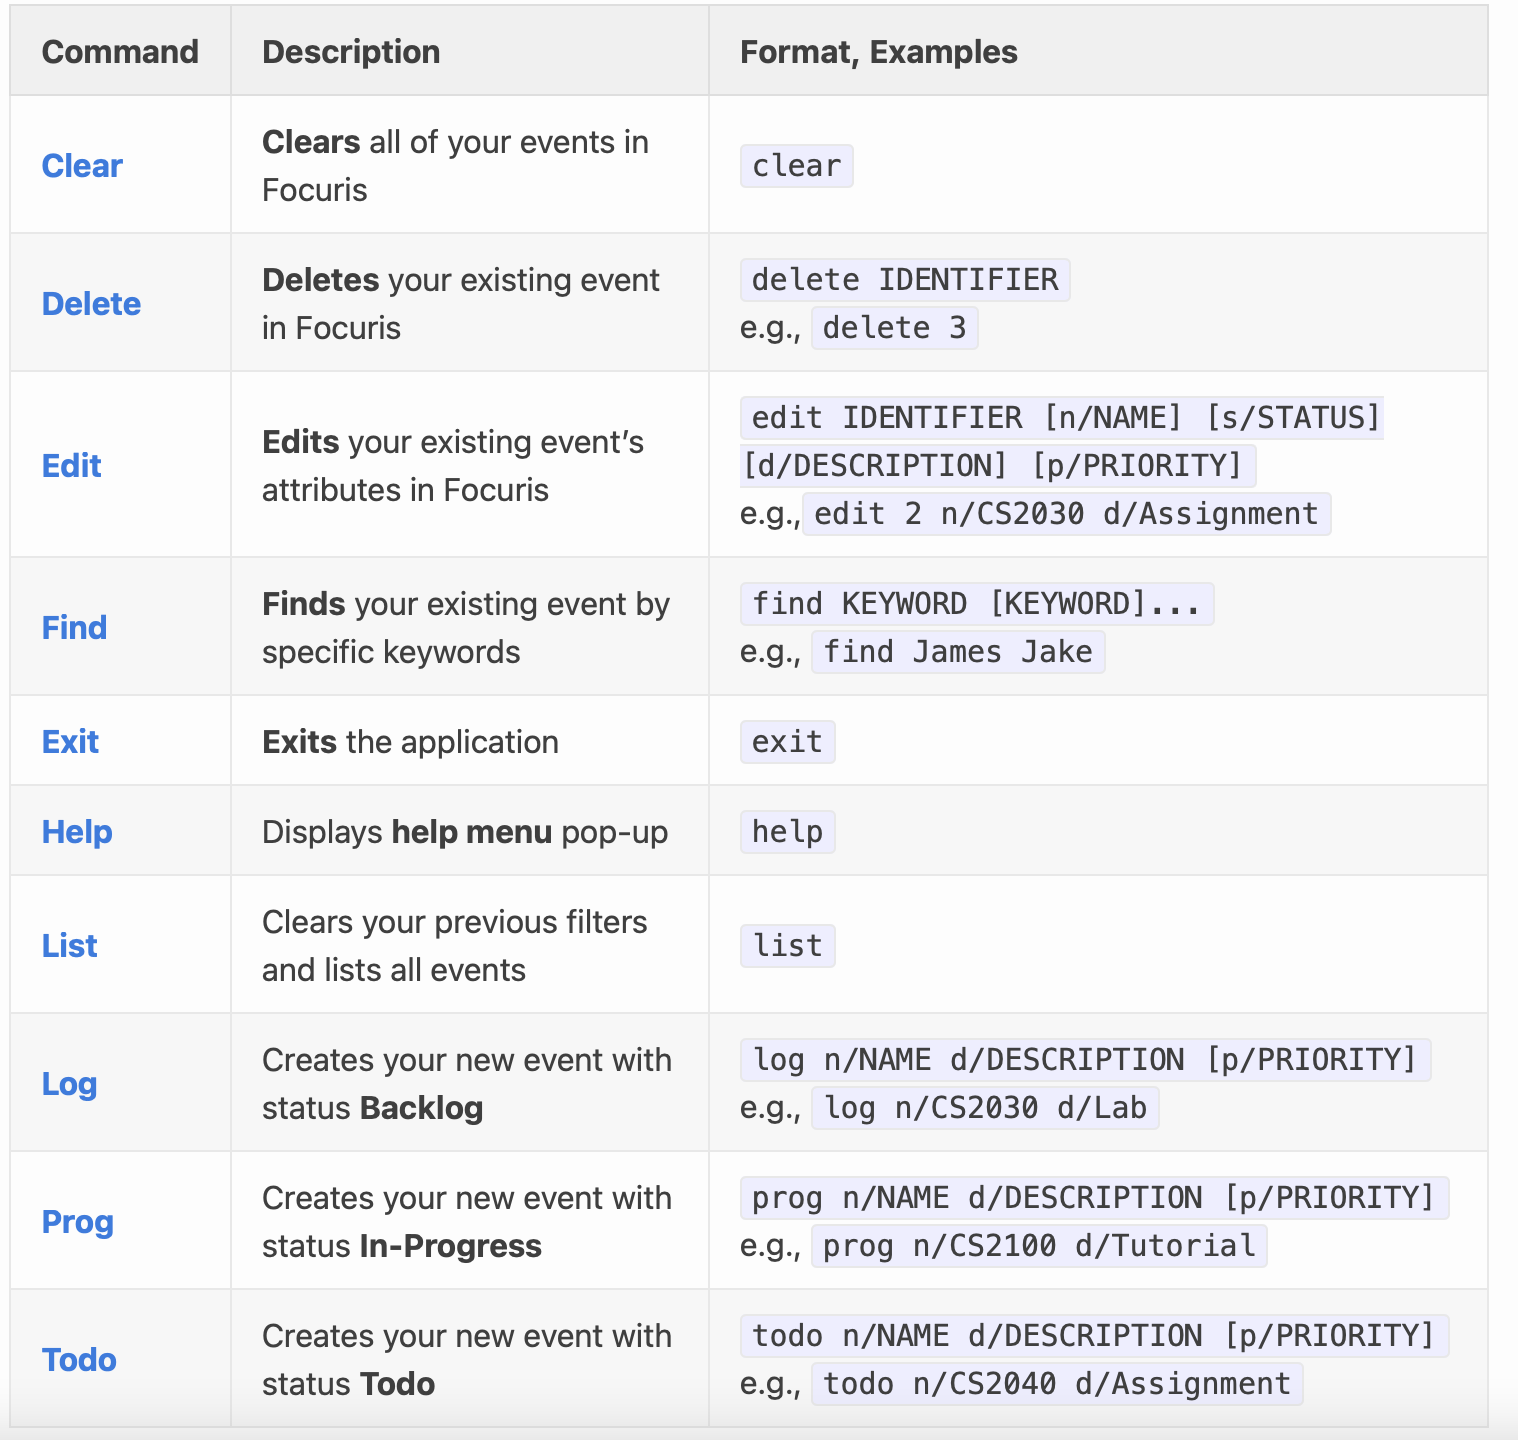 Command Description Format, Examples
Clear
Clears all of your events in
Focuris
clear
Delete
Deletes your existing event
in Focuris
delete IDENTIFIER
e.g., delete 3
Edit
Edits your existing event’s
attributes in Focuris
edit IDENTIFIER [n/NAME] [s/STATUS]
[d/DESCRIPTION] [p/PRIORITY]
e.g., edit 2 n/CS2030 d/Assignment
Find
Finds your existing event by
specific keywords
find KEYWORD [KEYWORD]...
e.g., find James Jake
Exit
Exits the application
exit
Help
Displays help menu pop-up
help
List
Clears your previous filters
and lists all events
list
Log
Creates your new event with
status Backlog
log n/NAME d/DESCRIPTION [p/PRIORITY]
e.g., log n/CS2030 d/Lab
Prog
Creates your new event with
status In-Progress
prog n/NAME d/DESCRIPTION [p/PRIORITY]
e.g., prog n/CS2100 d/Tutorial
Todo
Creates your new event with
status Todo
todo n/NAME d/DESCRIPTION [p/PRIORITY]
e.g., todo n/CS2040 d/Assignment